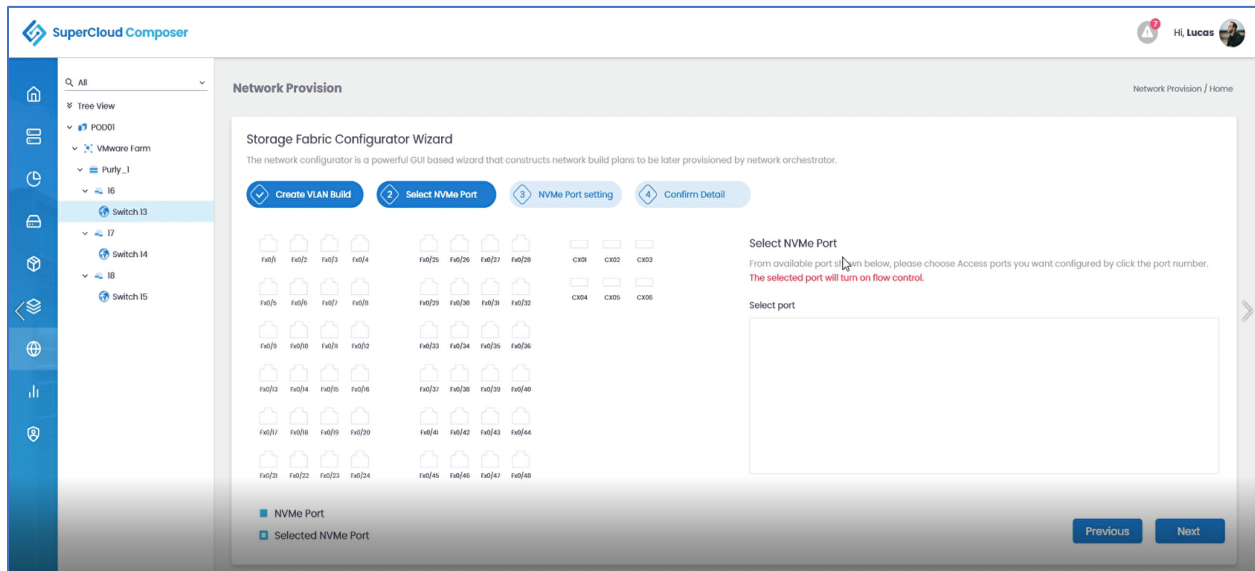 SuperCloud Composer
7
Hi, Lucas
All
Tree View
POD01
VMware Farm
Purly_1
16
Switch 13
17
Switch 14
18
Switch 15
Network Provision
Network Provision / Home
Storage Fabric Configurator Wizard
The network configurator is a powerful GUI based wizard that constructs network build plans to be later provisioned by network orchestrator.
Create VLAN Build
2 Select NVMe Port
3 NVMe Port setting
4 Confirm Detail
Fx0/1 Fx0/2 Fx0/3 Fx0/4 Fx0/25 Fx0/26 Fx0/27 Fx0/28 CX01 CX02 CX03
Fx0/5 Fx0/6 Fx0/7 Fx0/8 Fx0/29 Fx0/30 Fx0/31 Fx0/32 CX04 CX05 CX06
Fx0/9 Fx0/10 Fx0/11 Fx0/12 Fx0/33 Fx0/34 Fx0/35 Fx0/36
Fx0/13 Fx0/14 Fx0/15 Fx0/16 Fx0/37 Fx0/38 Fx0/39 Fx0/40
Fx0/17 Fx0/18 Fx0/19 Fx0/20 Fx0/41 Fx0/42 Fx0/43 Fx0/44
Fx0/21 Fx0/22 Fx0/23 Fx0/24 Fx0/45 Fx0/46 Fx0/47 Fx0/48
NVMe Port
Selected NVMe Port
Select NVMe Port
From available port shown below, please choose Access ports you want configured by click the port number.
The selected port will turn on flow control.
Select port
Previous
Next